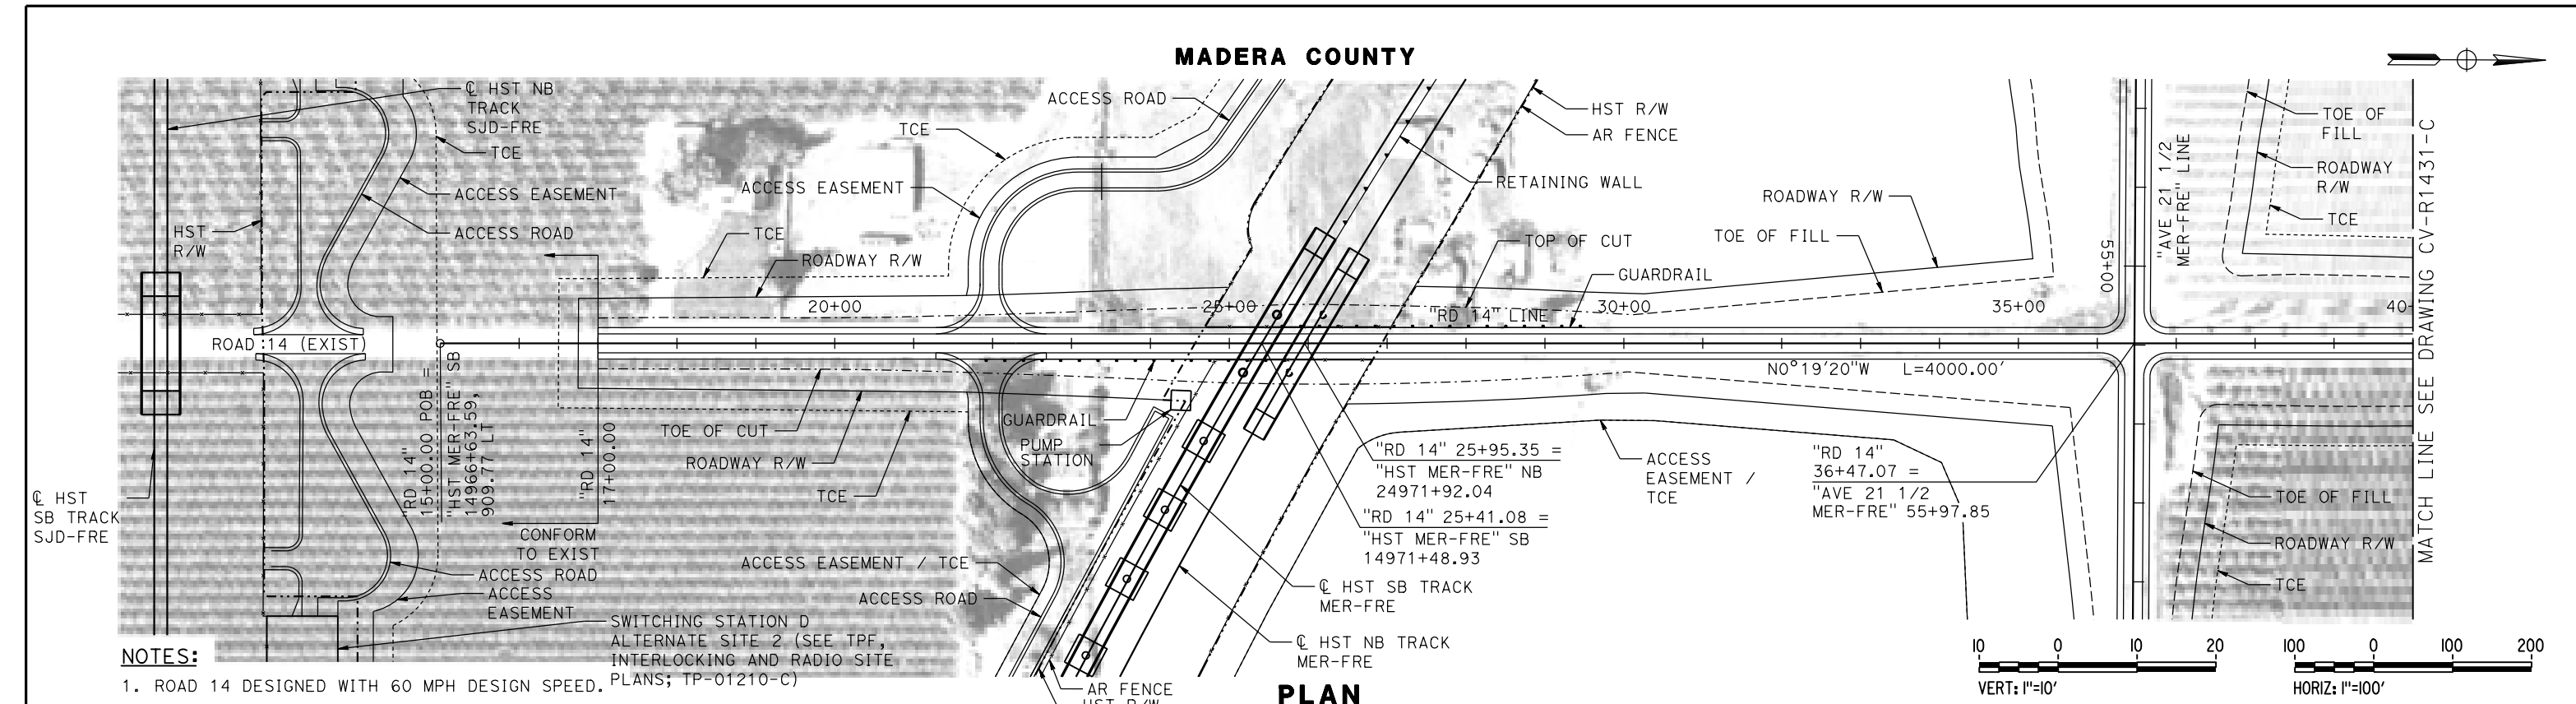 MADERA COUNTY
℄ HST NB
TRACK
SJD-FRE
TCE
ACCESS EASEMENT
ACCESS ROAD
HST
R/W
ROAD 14 (EXIST)
TCE
ACCESS ROAD
ACCESS EASEMENT
TCE
ROADWAY R/W
20+00
25+00
"RD 14" LINE
30+00
35+00
40-
HST R/W
AR FENCE
RETAINING WALL
TOP OF CUT
GUARDRAIL
ROADWAY R/W
TOE OF FILL
55+00
"AVE 21 1/2
MER-FRE" LINE
TOE OF
FILL
ROADWAY
R/W
TCE
MATCH LINE SEE DRAWING CV-R1431-C
N0°19'20"W L=4000.00'
℄ HST
SB TRACK
SJD-FRE
"RD 14"
15+00.00 POB =
"HST MER-FRE" SB
14966+63.59,
909.77 LT
"RD 14"
17+00.00
CONFORM
TO EXIST
ACCESS ROAD
ACCESS
EASEMENT
SWITCHING STATION D
ALTERNATE SITE 2 (SEE TPF,
INTERLOCKING AND RADIO SITE
PLANS; TP-01210-C)
TOE OF CUT
ROADWAY R/W
TCE
GUARDRAIL
PUMP
STATION
ACCESS EASEMENT / TCE
ACCESS ROAD
AR FENCE
HST R/W
"RD 14" 25+95.35 =
"HST MER-FRE" NB
24971+92.04
"RD 14" 25+41.08 =
"HST MER-FRE" SB
14971+48.93
℄ HST SB TRACK
MER-FRE
℄ HST NB TRACK
MER-FRE
ACCESS
EASEMENT /
TCE
"RD 14"
36+47.07 =
"AVE 21 1/2
MER-FRE" 55+97.85
TOE OF FILL
ROADWAY R/W
TCE
NOTES:
1. ROAD 14 DESIGNED WITH 60 MPH DESIGN SPEED.
PLAN
10 0 10 20
VERT: 1"=10'
100 0 100 200
HORIZ: 1"=100'